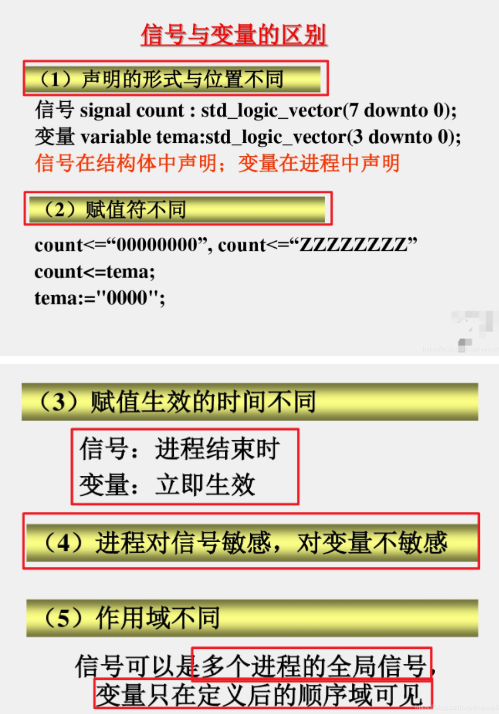 信号与变量的区别
（1）声明的形式与位置不同
信号 signal count : std_logic_vector(7 downto 0);
变量 variable tema:std_logic_vector(3 downto 0);
信号在结构体中声明；变量在进程中声明
（2）赋值符不同
count<=“00000000”, count<=“ZZZZZZZZ”
count<=tema;
tema:="0000";
（3）赋值生效的时间不同
信号：进程结束时
变量：立即生效
（4）进程对信号敏感，对变量不敏感
（5）作用域不同
信号可以是多个进程的全局信号，
变量只在定义后的顺序域可见